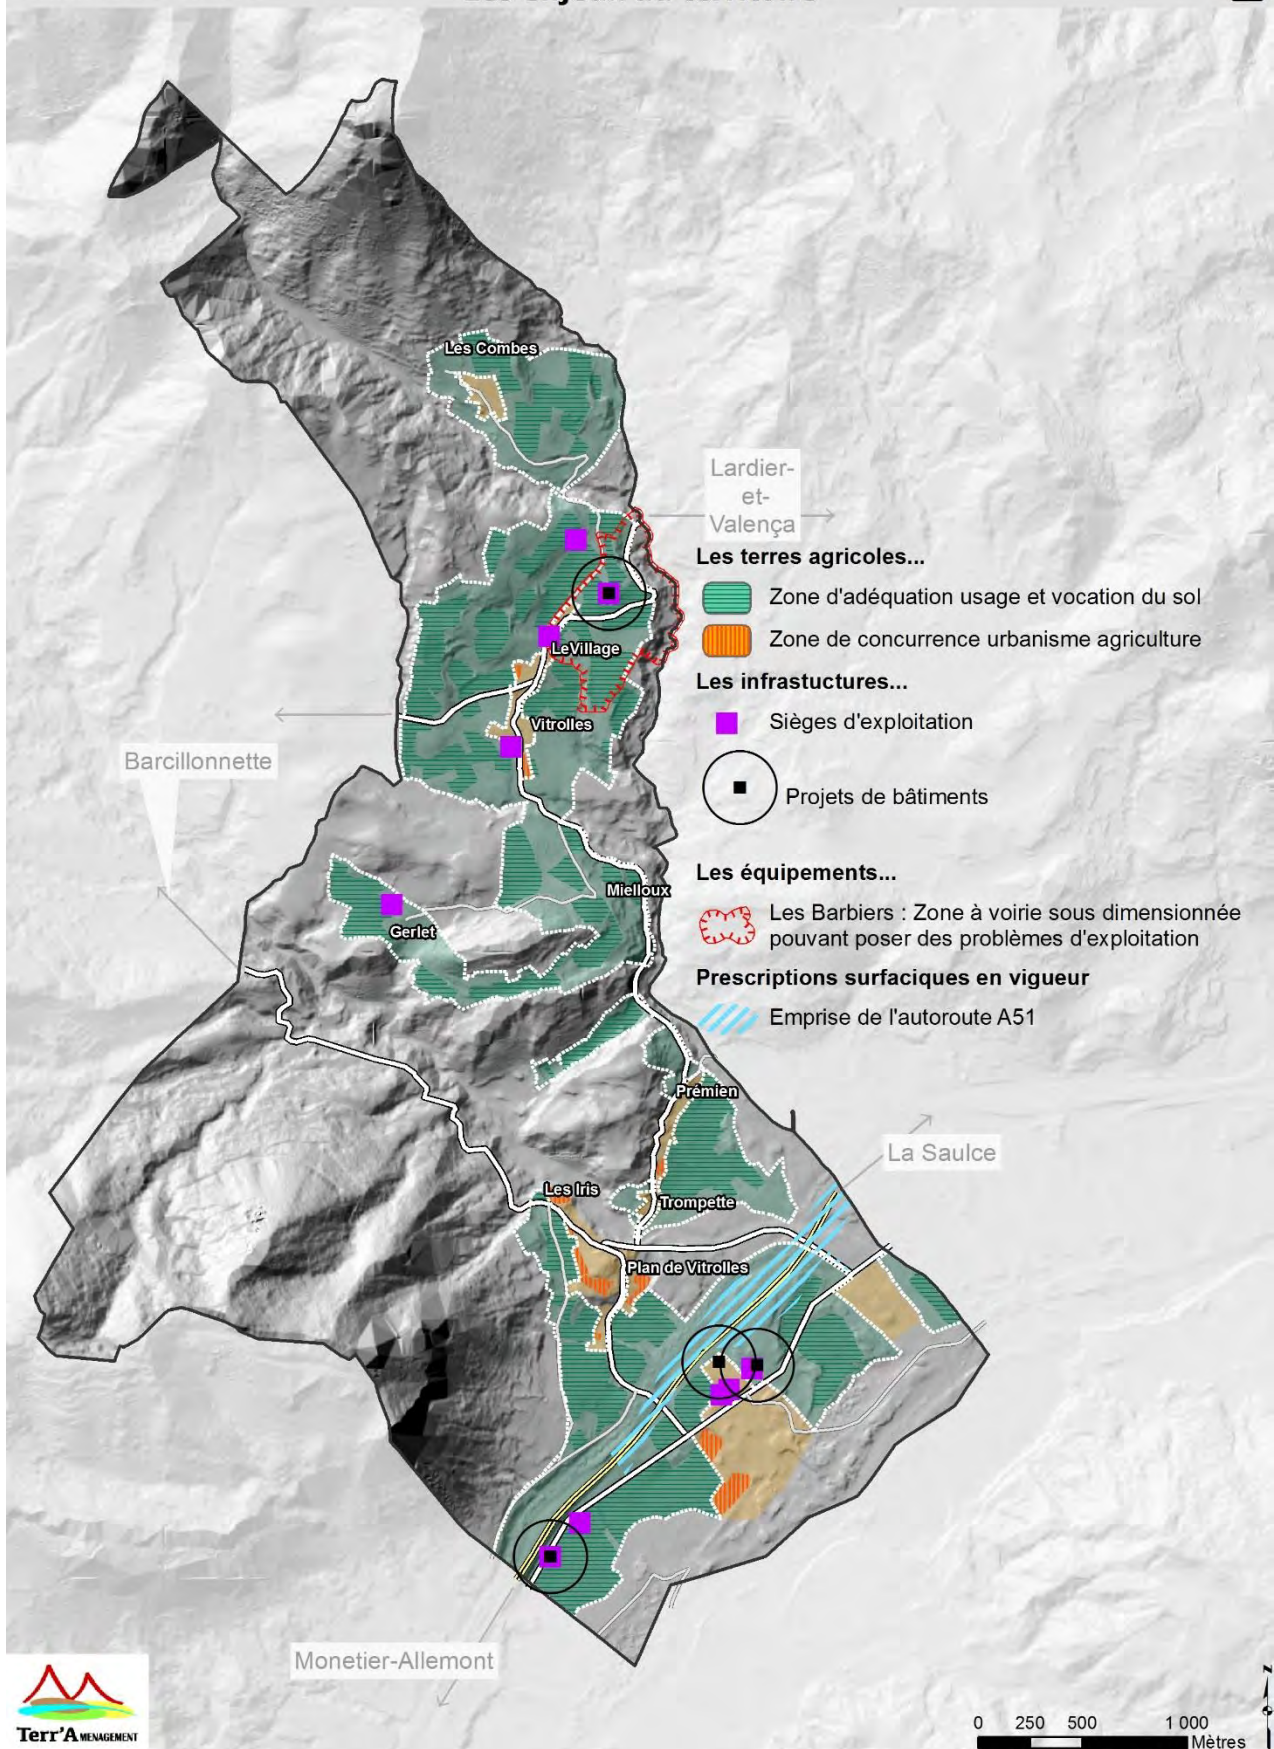 Les Combes
Lardier-
et-
Valença
Les terres agricoles...
Zone d'adéquation usage et vocation du sol
Zone de concurrence urbanisme agriculture
Les infrastuctures...
Sièges d'exploitation
Projets de bâtiments
Les équipements...
Les Barbiers : Zone à voirie sous dimensionnée
pouvant poser des problèmes d'exploitation
Prescriptions surfaciques en vigueur
Emprise de l'autoroute A51
LeVillage
Vitrolles
Barcillonnette
Mielloux
Gerlet
Prémien
La Saulce
Les Iris
Trompette
Plan de Vitrolles
Monetier-Allemont
Terr'AMENAGEMENT
0 250 500 1 000
Mètres
N